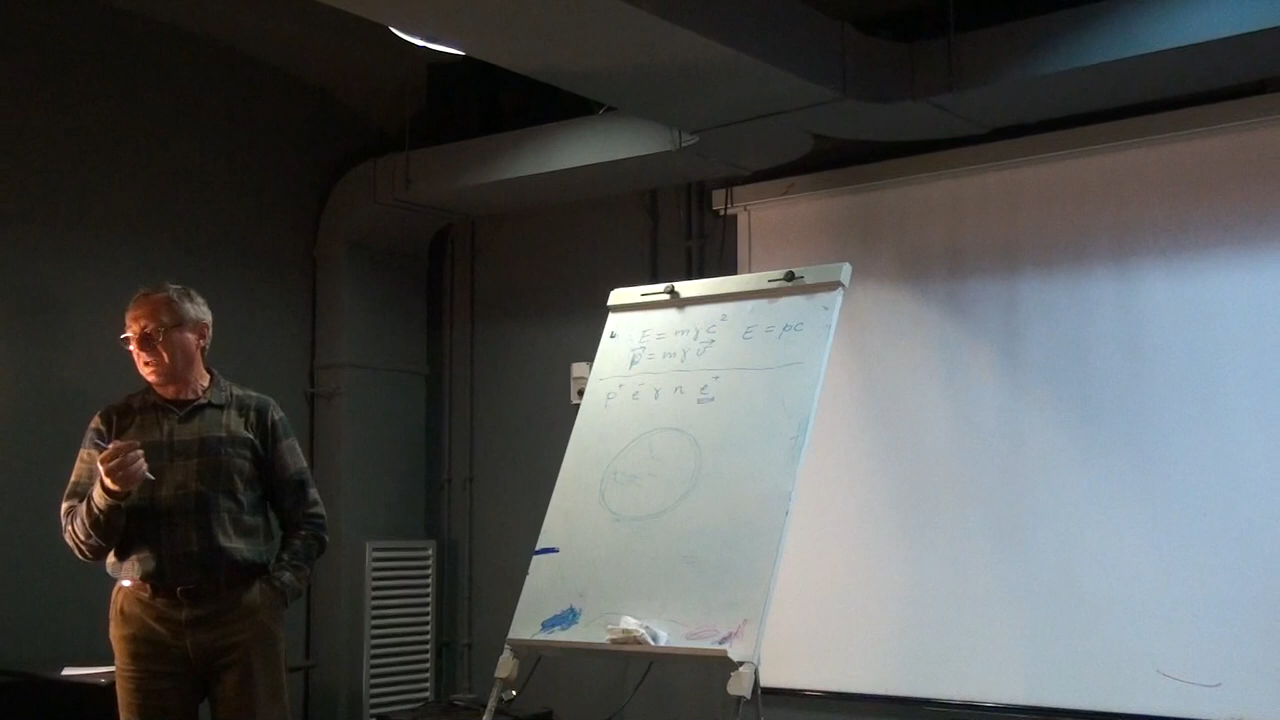 E = mγc² E = pc
p⃗ = mγv⃗
p⁺ e⁻ γ n e⁺